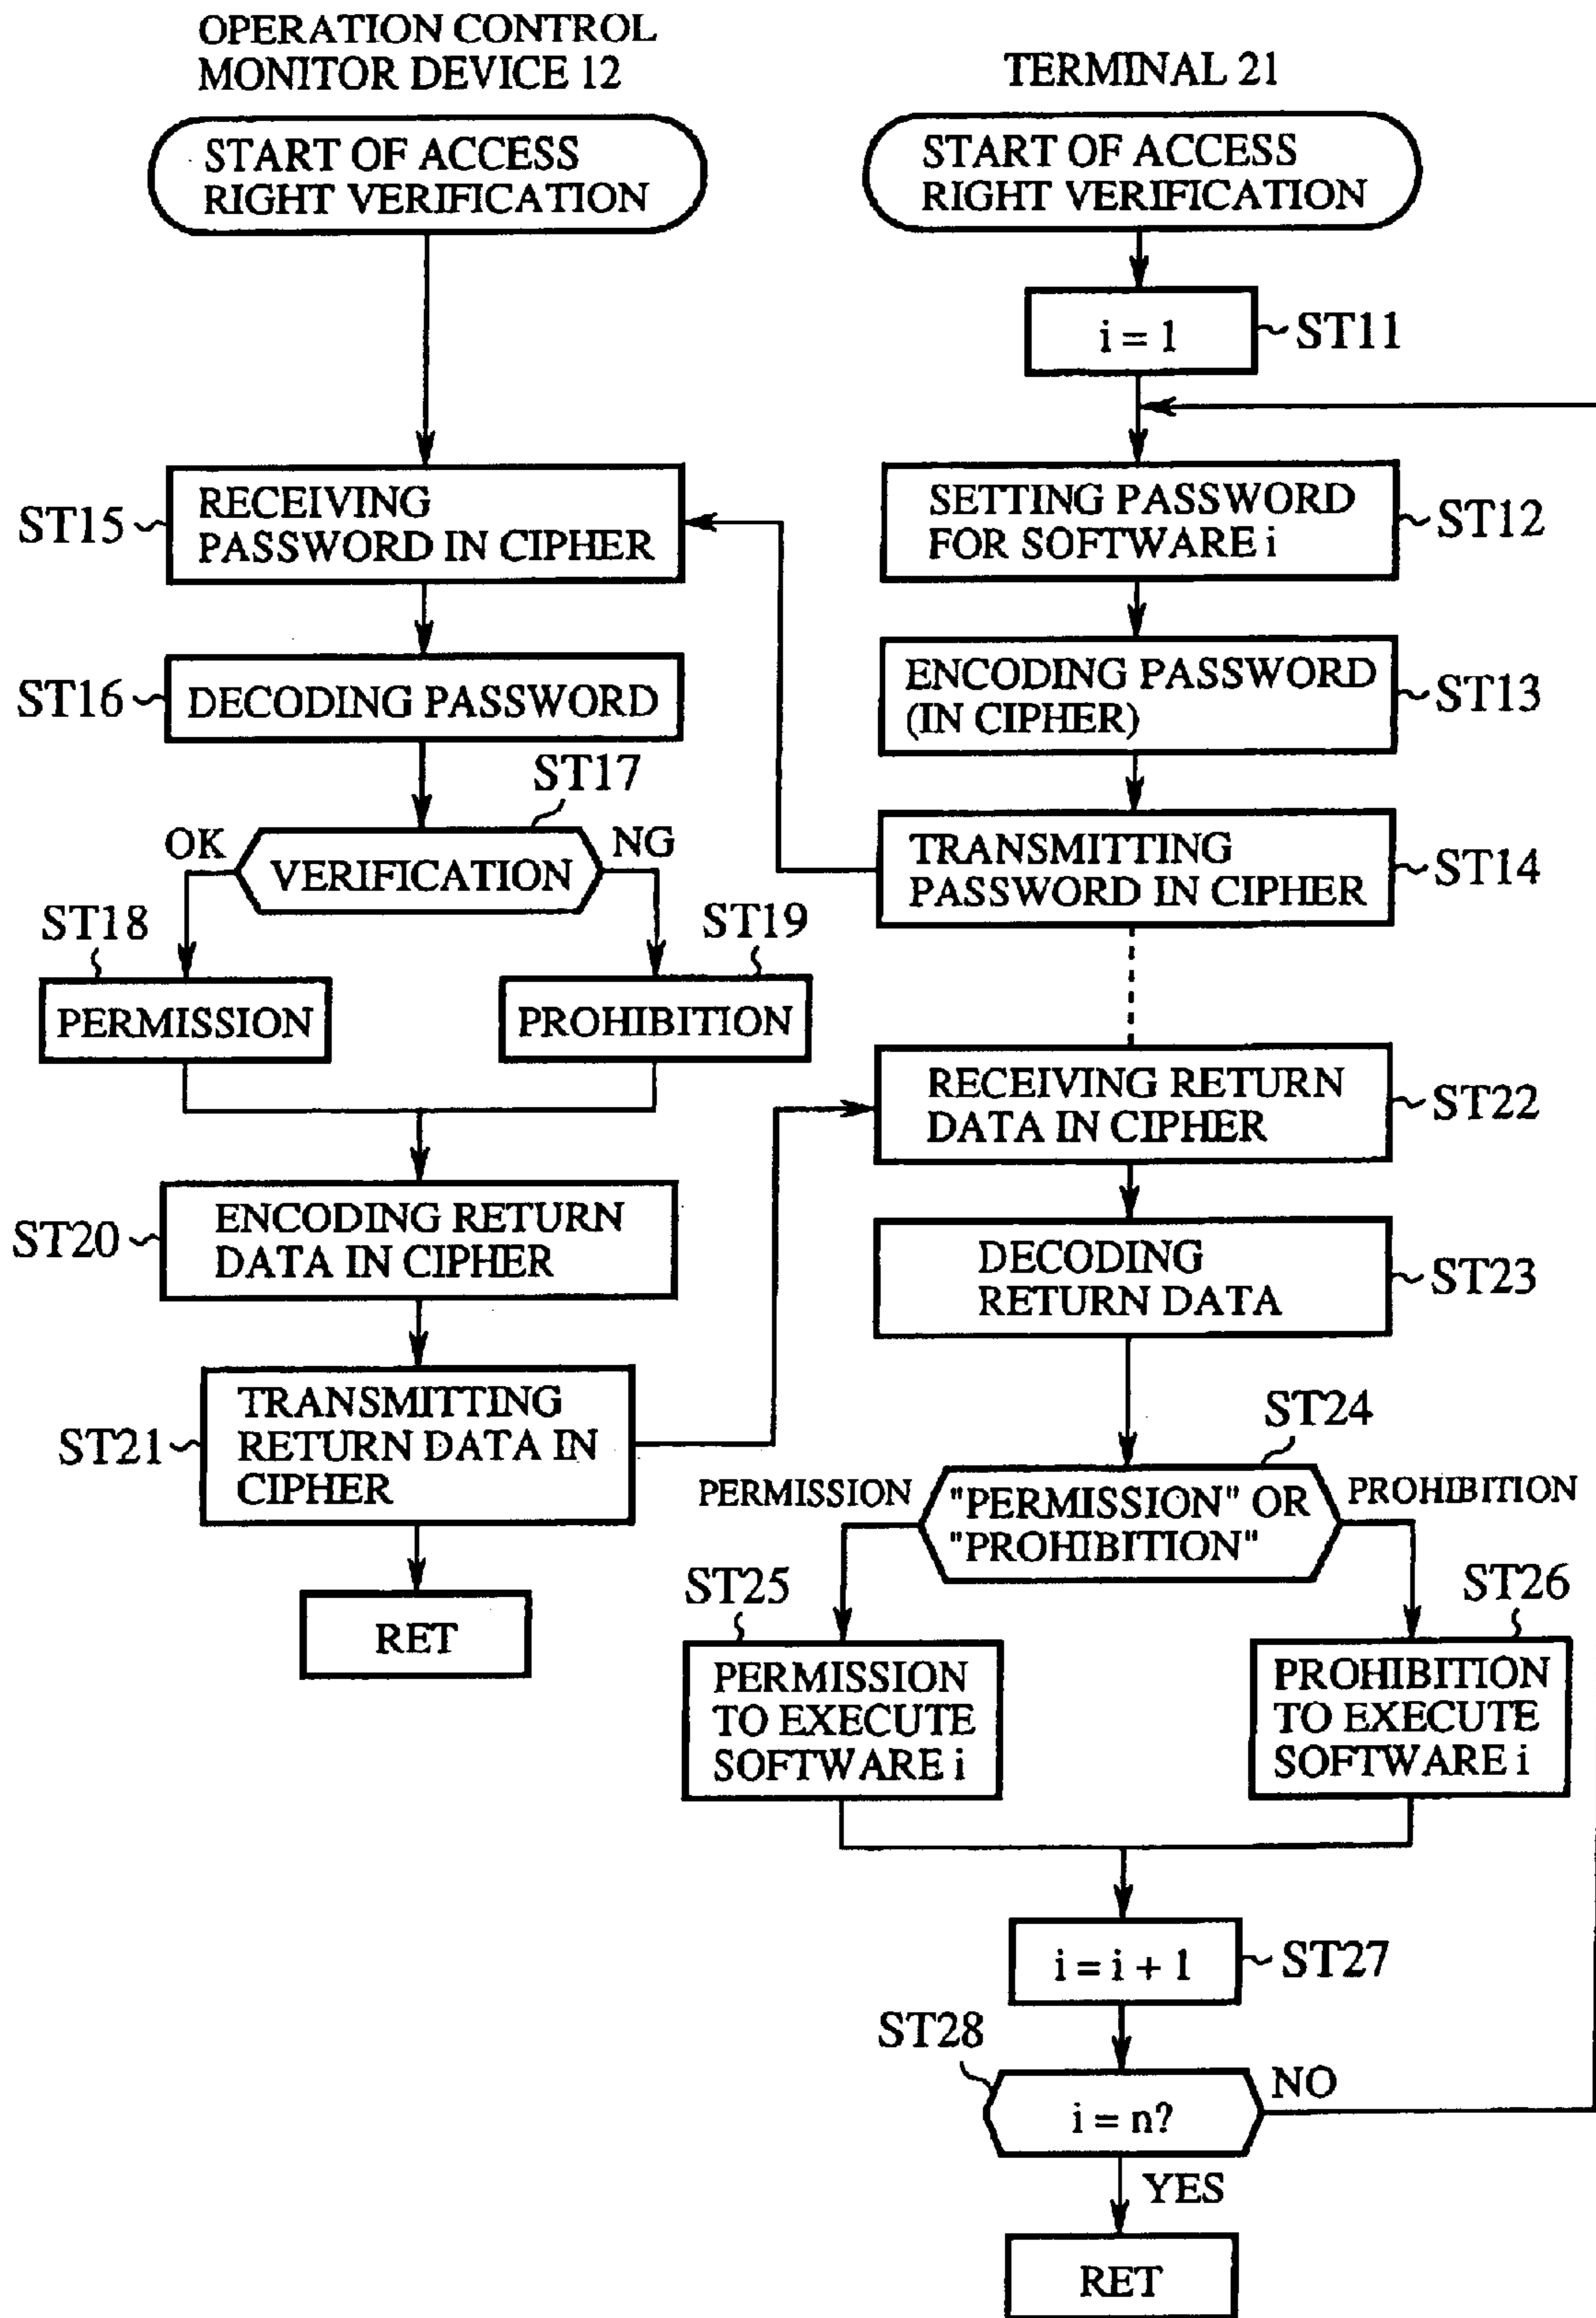 OPERATION CONTROL
MONITOR DEVICE 12
START OF ACCESS
RIGHT VERIFICATION
ST15
RECEIVING
PASSWORD IN CIPHER
ST16
DECODING PASSWORD
ST17
OK
VERIFICATION
NG
ST18
PERMISSION
ST19
PROHIBITION
ST20
ENCODING RETURN
DATA IN CIPHER
ST21
TRANSMITTING
RETURN DATA IN
CIPHER
RET
TERMINAL 21
START OF ACCESS
RIGHT VERIFICATION
i = 1
ST11
SETTING PASSWORD
FOR SOFTWARE i
ST12
ENCODING PASSWORD
(IN CIPHER)
ST13
TRANSMITTING
PASSWORD IN CIPHER
ST14
RECEIVING RETURN
DATA IN CIPHER
ST22
DECODING
RETURN DATA
ST23
ST24
PERMISSION
"PERMISSION" OR
"PROHIBITION"
PROHIBITION
ST25
PERMISSION
TO EXECUTE
SOFTWARE i
ST26
PROHIBITION
TO EXECUTE
SOFTWARE i
i = i + 1
ST27
ST28
i = n?
NO
YES
RET